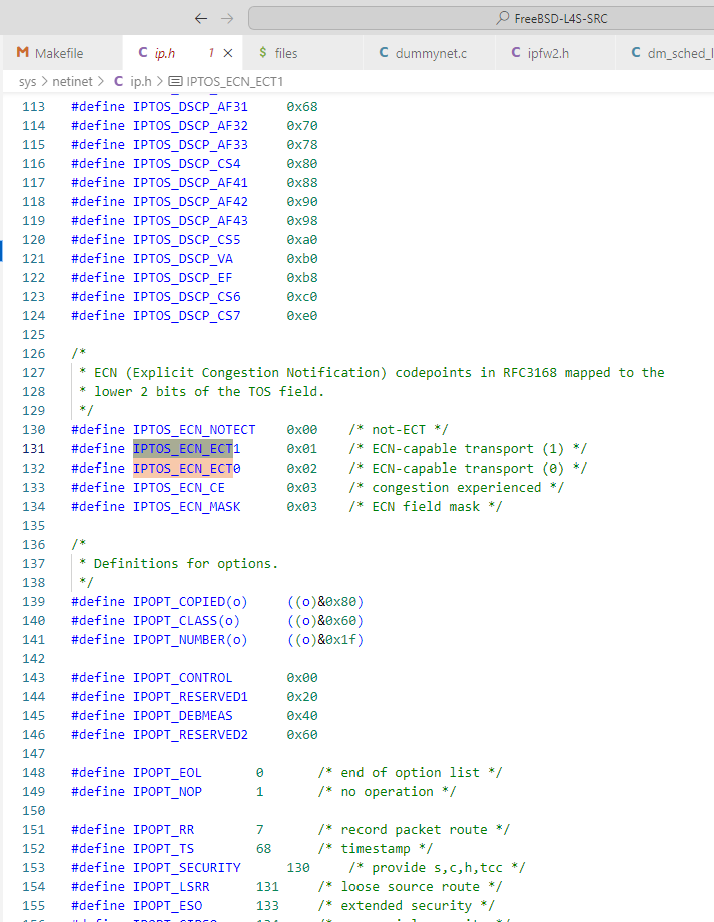 FreeBSD-L4S-SRC
M Makefile C ip.h 1 × $ files C dummynet.c C ipfw2.h C dm_sched_l
sys > netinet > C ip.h > IPTOS_ECN_ECT1
113 #define IPTOS_DSCP_AF31 0x68
114 #define IPTOS_DSCP_AF32 0x70
115 #define IPTOS_DSCP_AF33 0x78
116 #define IPTOS_DSCP_CS4 0x80
117 #define IPTOS_DSCP_AF41 0x88
118 #define IPTOS_DSCP_AF42 0x90
119 #define IPTOS_DSCP_AF43 0x98
120 #define IPTOS_DSCP_CS5 0xa0
121 #define IPTOS_DSCP_VA 0xb0
122 #define IPTOS_DSCP_EF 0xb8
123 #define IPTOS_DSCP_CS6 0xc0
124 #define IPTOS_DSCP_CS7 0xe0
125
126 /*
127 * ECN (Explicit Congestion Notification) codepoints in RFC3168 mapped to the
128 * lower 2 bits of the TOS field.
129 */
130 #define IPTOS_ECN_NOTECT 0x00 /* not-ECT */
131 #define IPTOS_ECN_ECT1 0x01 /* ECN-capable transport (1) */
132 #define IPTOS_ECN_ECT0 0x02 /* ECN-capable transport (0) */
133 #define IPTOS_ECN_CE 0x03 /* congestion experienced */
134 #define IPTOS_ECN_MASK 0x03 /* ECN field mask */
135
136 /*
137 * Definitions for options.
138 */
139 #define IPOPT_COPIED(o) ((o)&0x80)
140 #define IPOPT_CLASS(o) ((o)&0x60)
141 #define IPOPT_NUMBER(o) ((o)&0x1f)
142
143 #define IPOPT_CONTROL 0x00
144 #define IPOPT_RESERVED1 0x20
145 #define IPOPT_DEBMEAS 0x40
146 #define IPOPT_RESERVED2 0x60
147
148 #define IPOPT_EOL 0 /* end of option list */
149 #define IPOPT_NOP 1 /* no operation */
150
151 #define IPOPT_RR 7 /* record packet route */
152 #define IPOPT_TS 68 /* timestamp */
153 #define IPOPT_SECURITY 130 /* provide s,c,h,tcc */
154 #define IPOPT_LSRR 131 /* loose source route */
155 #define IPOPT_ESO 133 /* extended security */